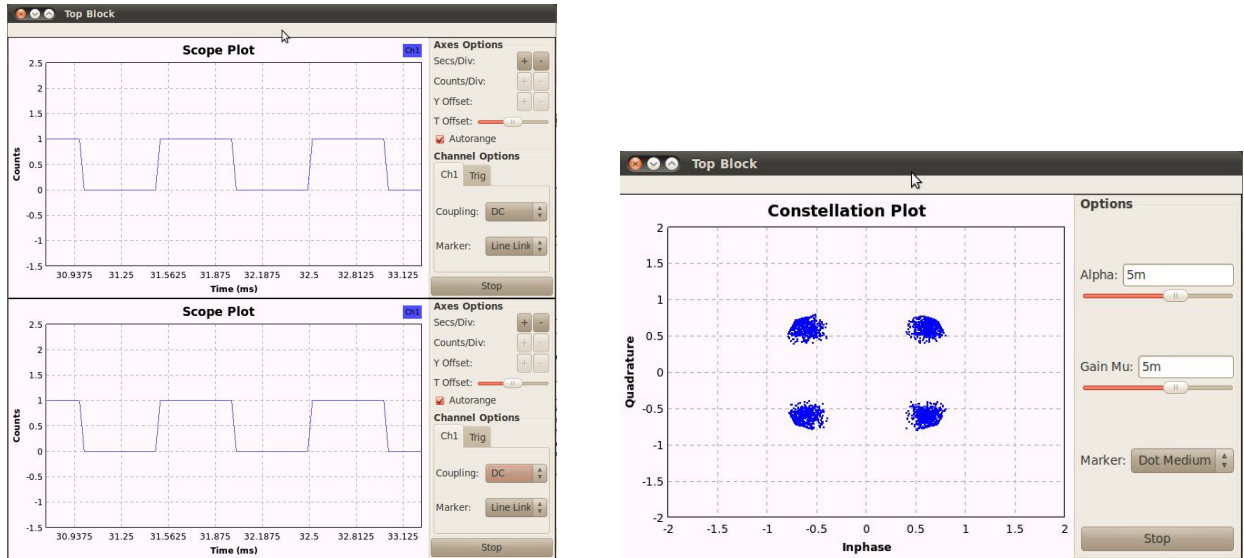 Top Block
Scope Plot
Ch1
2.5
2
1.5
1
0.5
0
-0.5
-1
-1.5
Counts
30.9375 31.25 31.5625 31.875 32.1875 32.5 32.8125 33.125
Time (ms)
Axes Options
Secs/Div: + -
Counts/Div: + -
Y Offset: + -
T Offset:
Autorange
Channel Options
Ch1 Trig
Coupling: DC
Marker: Line Link
Stop
Scope Plot
Ch1
2.5
2
1.5
1
0.5
0
-0.5
-1
-1.5
Counts
30.9375 31.25 31.5625 31.875 32.1875 32.5 32.8125 33.125
Time (ms)
Axes Options
Secs/Div: + -
Counts/Div: + -
Y Offset: + -
T Offset:
Autorange
Channel Options
Ch1 Trig
Coupling: DC
Marker: Line Link
Stop
Top Block
Constellation Plot
2
1.5
1
0.5
0
-0.5
-1
-1.5
-2
Quadrature
-2 -1.5 -1 -0.5 0 0.5 1 1.5 2
Inphase
Options
Alpha: 5m
Gain Mu: 5m
Marker: Dot Medium
Stop